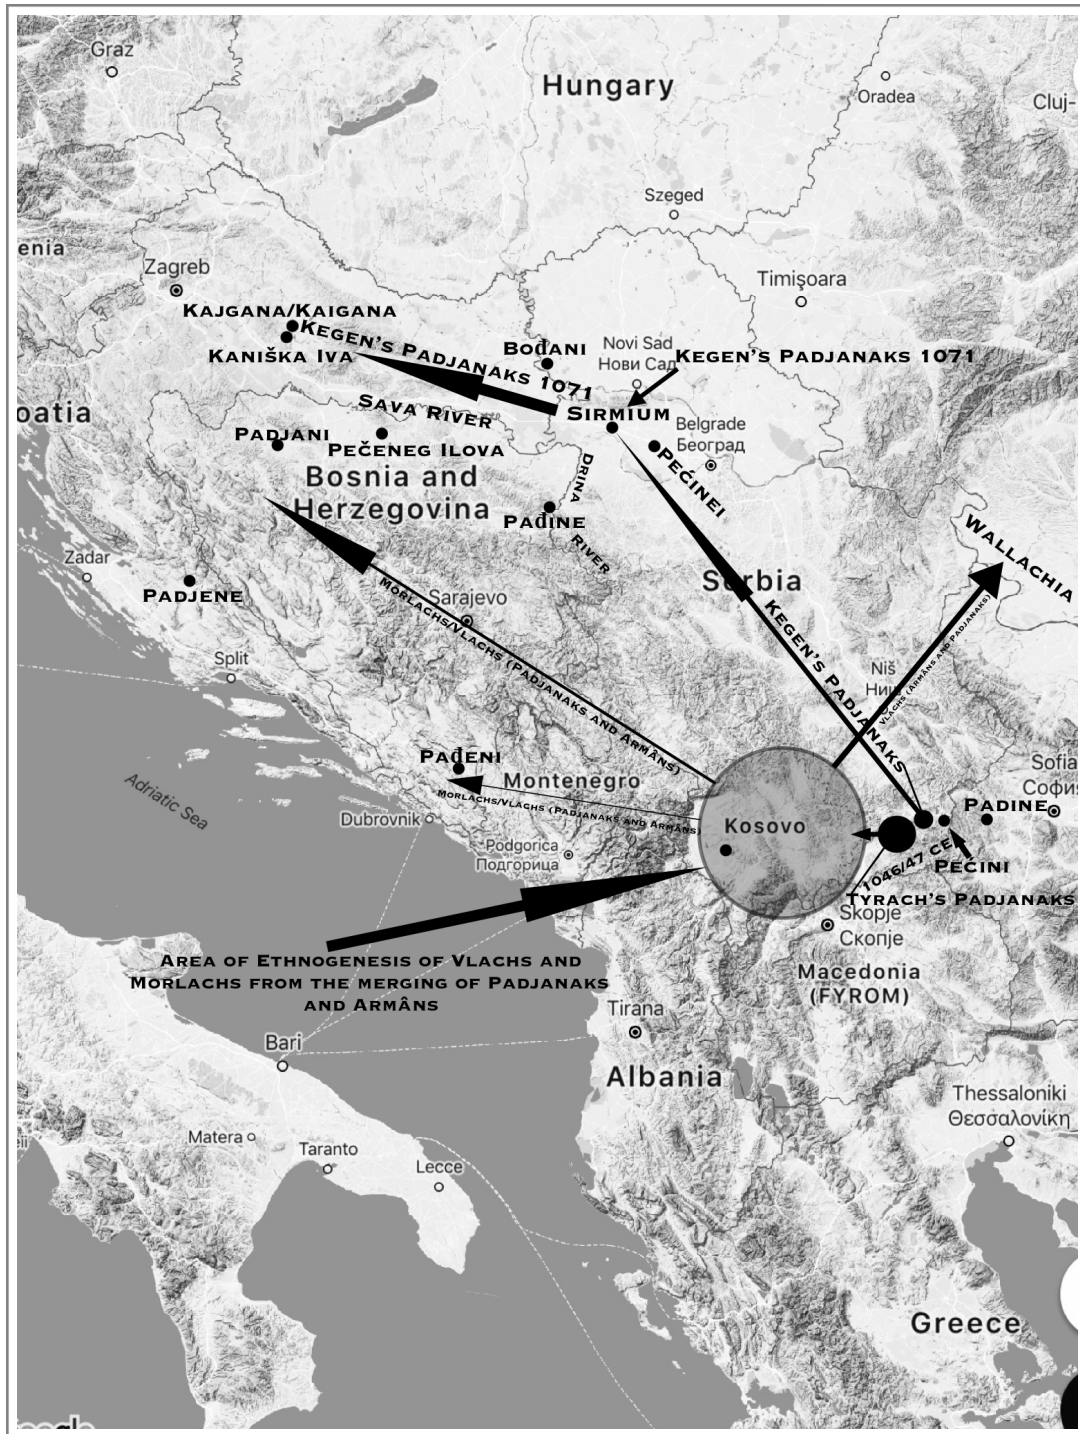 Graz
Hungary
Oradea
Cluj-
Szeged
enia
Zagreb
Timişoara
Kajgana/Kaigana
Kegen's Padjanaks 1071
Kaniška Iva
Bođani
Novi Sad
Нови Сад
Kegen's Padjanaks 1071
oatia
Sava River
Sirmium
Belgrade
Београд
Padjani
Pečeneg Ilova
Pećinei
Bosnia and
Herzegovina
Drina
River
Pađine
Wallachia
Zadar
Padjene
Sarajevo
Serbia
Morlachs/Vlachs (Padjanaks and Armâns)
Kegen's Padjanaks
Vlachs (Armâns and Padjanaks)
Split
Niš
Ниш
Pađeni
Montenegro
Morlachs/Vlachs (Padjanaks and Armâns)
Sofia
София
Adriatic Sea
Dubrovnik
Kosovo
Padine
Podgorica
Подгорица
1046/47 CE
Pećini
Tyrach's Padjanaks
Skopje
Скопје
Area of Ethnogenesis of Vlachs and
Morlachs from the merging of Padjanaks
and Armâns
Macedonia
(FYROM)
Tirana
Bari
Albania
Thessaloniki
Θεσσαλονίκη
Matera
Taranto
Lecce
Greece